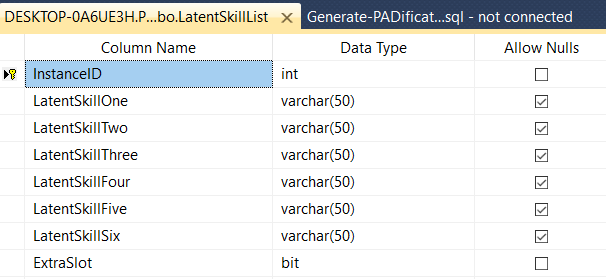 DESKTOP-0A6UE3H.P...bo.LatentSkillList Generate-PADificat...sql - not connected
Column Name Data Type Allow Nulls
InstanceID int
LatentSkillOne varchar(50)
LatentSkillTwo varchar(50)
LatentSkillThree varchar(50)
LatentSkillFour varchar(50)
LatentSkillFive varchar(50)
LatentSkillSix varchar(50)
ExtraSlot bit